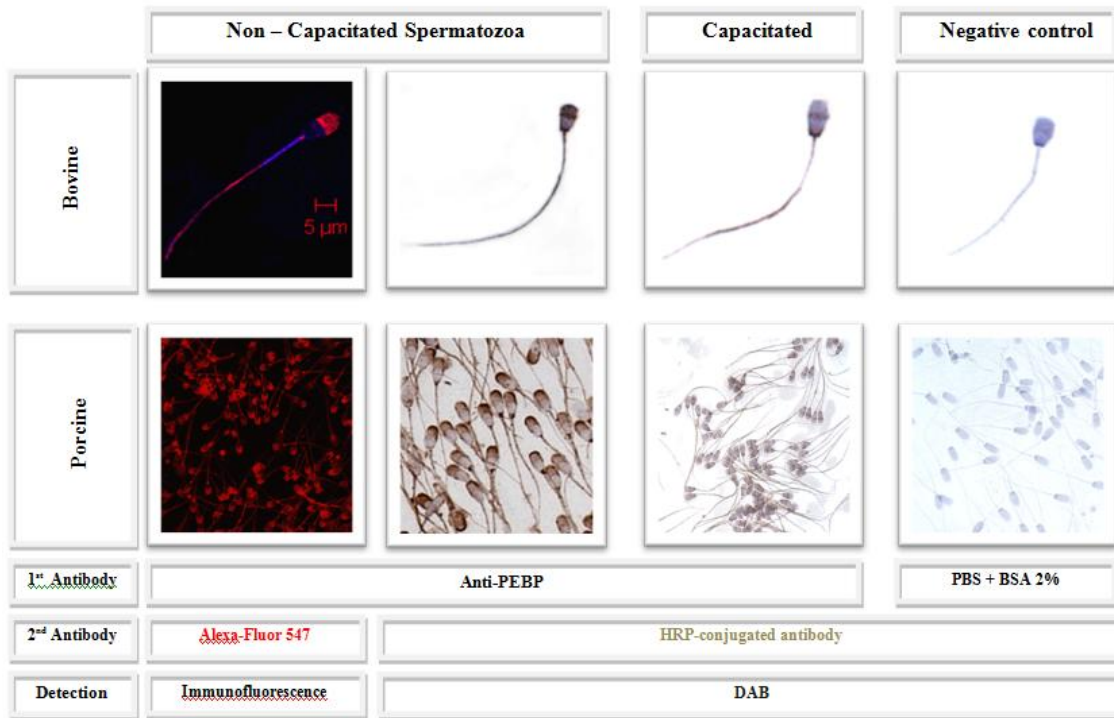 Non – Capacitated Spermatozoa
Capacitated
Negative control
Bovine
5 µm
Porcine
1st Antibody
Anti-PEBP
PBS + BSA 2%
2nd Antibody
Alexa-Fluor 547
HRP-conjugated antibody
Detection
Immunofluorescence
DAB